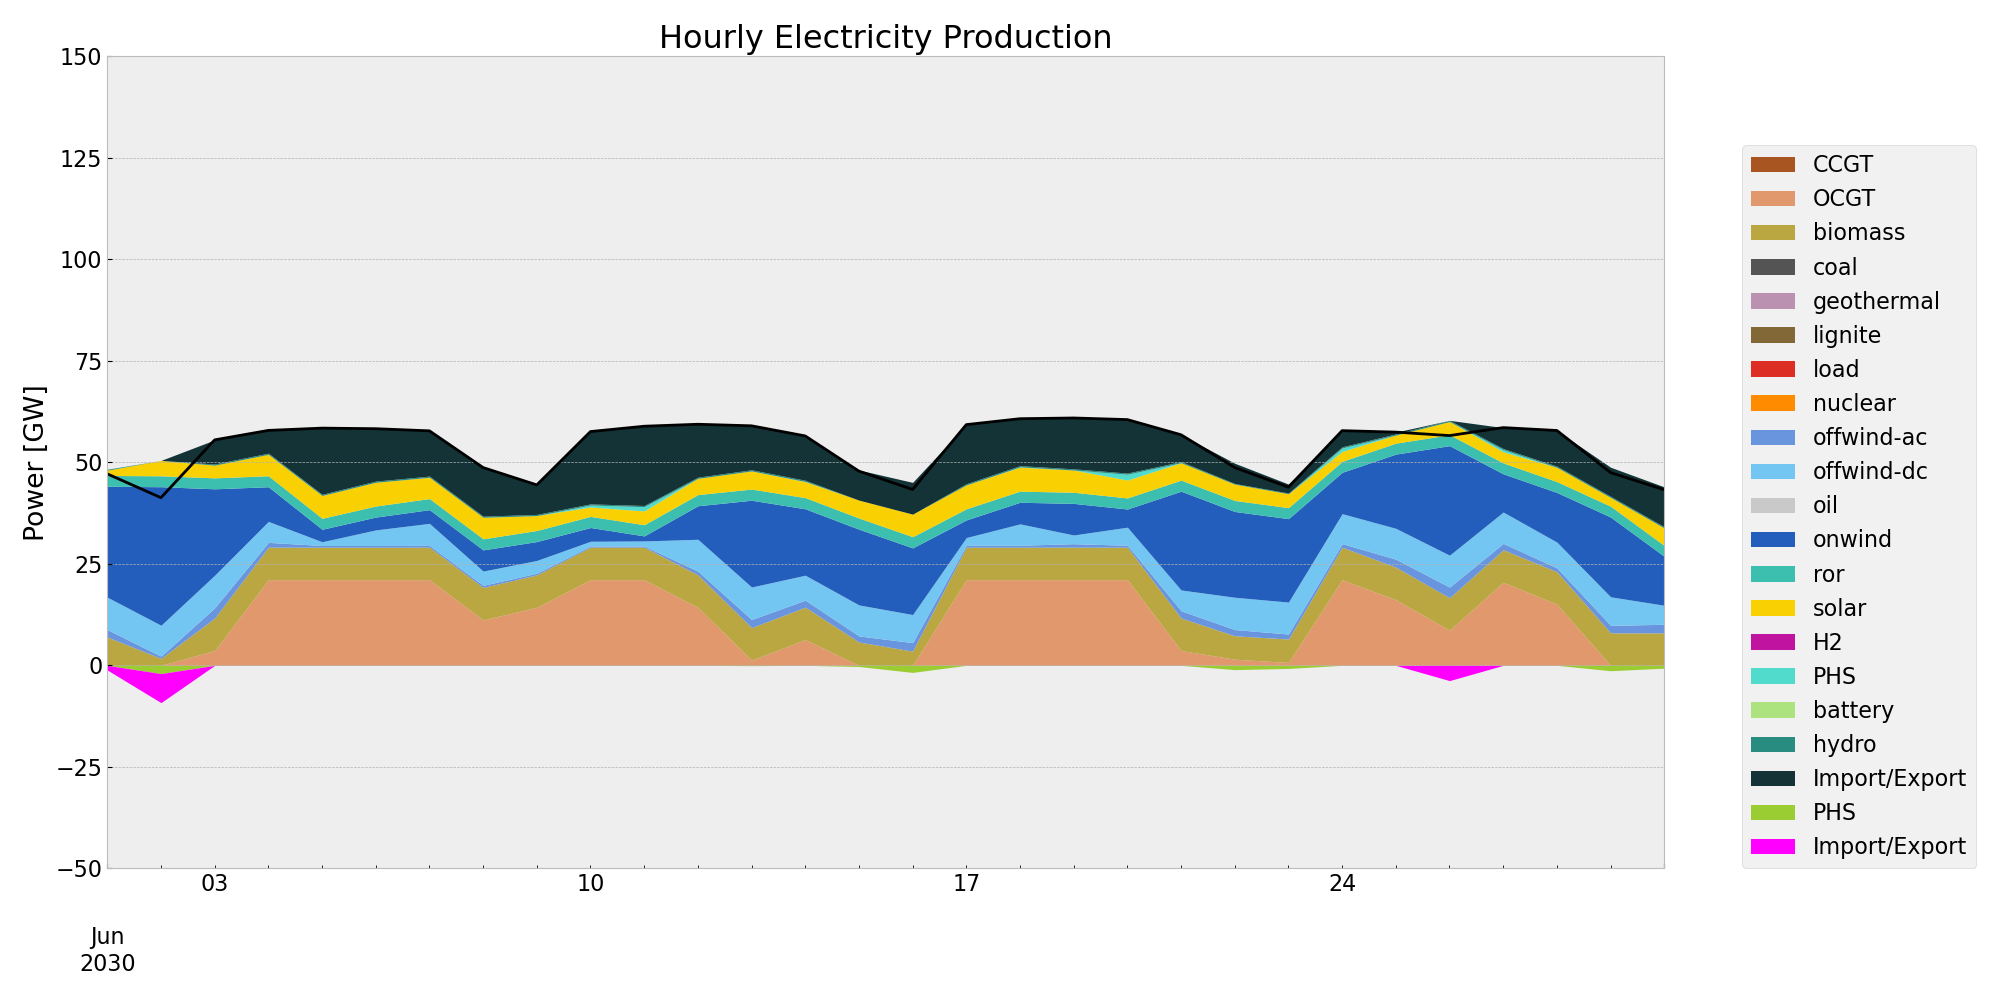 Hourly Electricity Production
Power [GW]
150
125
100
75
50
25
0
−25
−50
03
10
17
24
Jun
2030
CCGT
OCGT
biomass
coal
geothermal
lignite
load
nuclear
offwind-ac
offwind-dc
oil
onwind
ror
solar
H2
PHS
battery
hydro
Import/Export
PHS
Import/Export